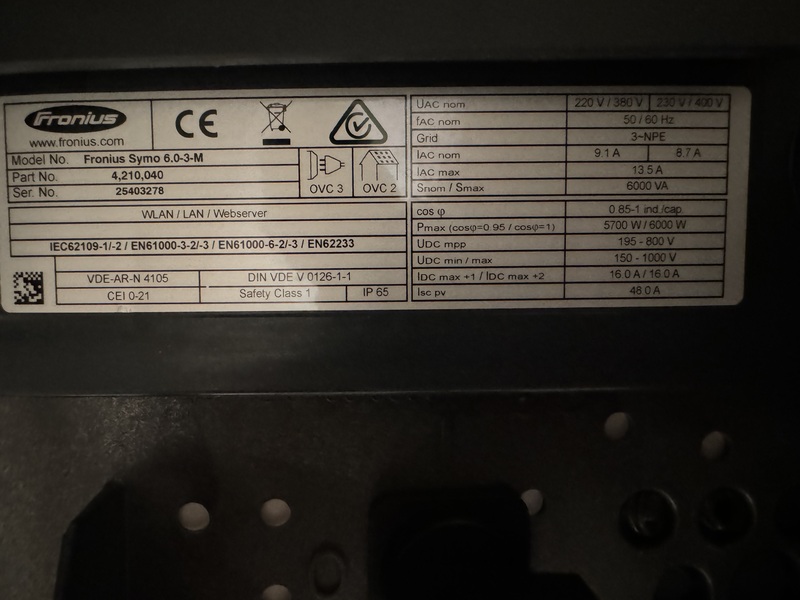 Fronius
www.fronius.com
CE
Model No. Fronius Symo 6.0-3-M
Part No. 4,210,040
Ser. No. 25403278
OVC 3 OVC 2
WLAN / LAN / Webserver
IEC62109-1/-2 / EN61000-3-2/-3 / EN61000-6-2/-3 / EN62233
VDE-AR-N 4105 DIN VDE V 0126-1-1
CEI 0-21 Safety Class 1 IP 65
UAC nom 220 V / 380 V 230 V / 400 V
fAC nom 50 / 60 Hz
Grid 3~NPE
IAC nom 9.1 A 8.7 A
IAC max 13.5 A
Snom / Smax 6000 VA
cos φ 0.85-1 ind./cap.
Pmax (cosφ=0.95 / cosφ=1) 5700 W / 6000 W
UDC mpp 195 - 800 V
UDC min / max 150 - 1000 V
IDC max +1 / IDC max +2 16.0 A / 16.0 A
Isc pv 48.0 A